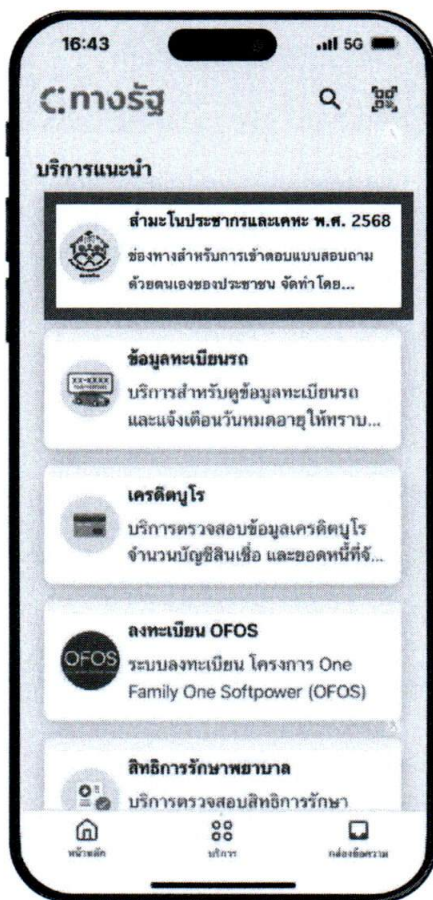 16:43
5G
ทางรัฐ
บริการแนะนำ
สำมะโนประชากรและเคหะ พ.ศ. 2568
ช่องทางสำหรับการเข้าตอบแบบสอบถาม
ด้วยตนเองของประชาชน จัดทำโดย...
ข้อมูลทะเบียนรถ
XX-XXXX
บริการสำหรับดูข้อมูลทะเบียนรถ
และแจ้งเตือนวันหมดอายุให้ทราบ...
เครดิตบูโร
บริการตรวจสอบข้อมูลเครดิตบูโร
จำนวนบัญชีสินเชื่อ และยอดหนี้ที่จั...
ลงทะเบียน OFOS
OFOS
ระบบลงทะเบียน โครงการ One
Family One Softpower (OFOS)
สิทธิการรักษาพยาบาล
บริการตรวจสอบสิทธิการรักษา
หน้าหลัก
บริการ
กล่องข้อความ